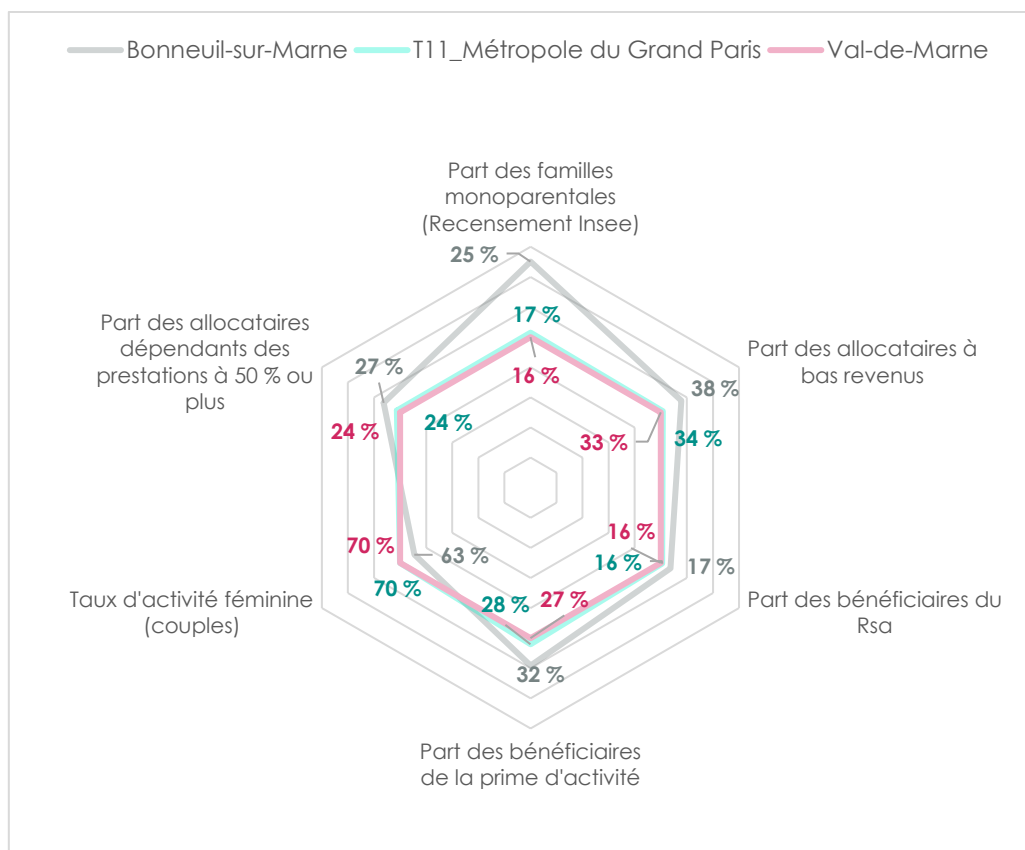 Bonneuil-sur-Marne T11_Métropole du Grand Paris Val-de-Marne
Part des familles
monoparentales
(Recensement Insee)
25 %
17 %
16 %
Part des allocataires à
bas revenus
38 %
34 %
33 %
Part des bénéficiaires du
Rsa
17 %
16 %
16 %
Part des bénéficiaires
de la prime d'activité
28 %
27 %
32 %
Taux d'activité féminine
(couples)
70 %
70 %
63 %
Part des allocataires
dépendants des
prestations à 50 % ou
plus
27 %
24 %
24 %